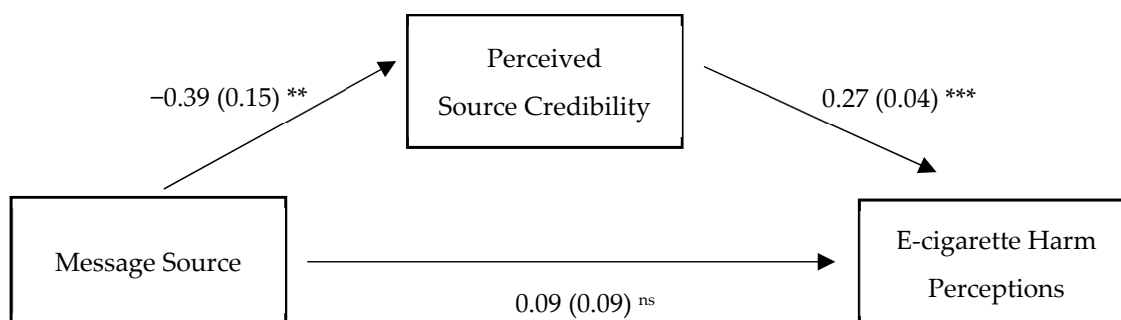 Perceived
Source Credibility
−0.39 (0.15) **
0.27 (0.04) ***
Message Source
E-cigarette Harm
Perceptions
0.09 (0.09) ns